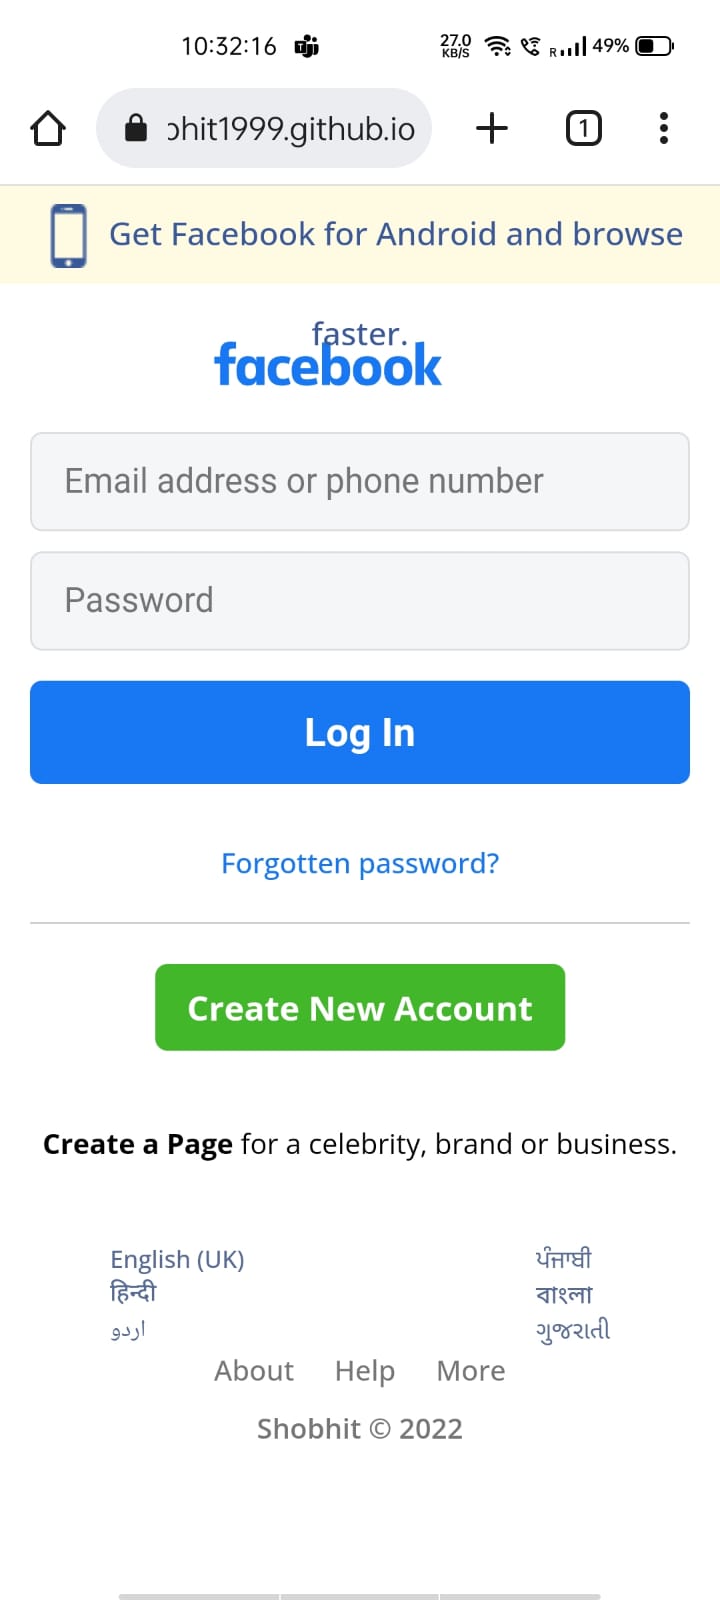 10:32:16
27.0
KB/S
R
49%
ohit1999.github.io
1
Get Facebook for Android and browse
faster.
facebook
Email address or phone number
Password
Log In
Forgotten password?
Create New Account
Create a Page for a celebrity, brand or business.
English (UK)
हिन्दी
اردو
ਪੰਜਾਬੀ
বাংলা
ગુજરાતી
About Help More
Shobhit © 2022